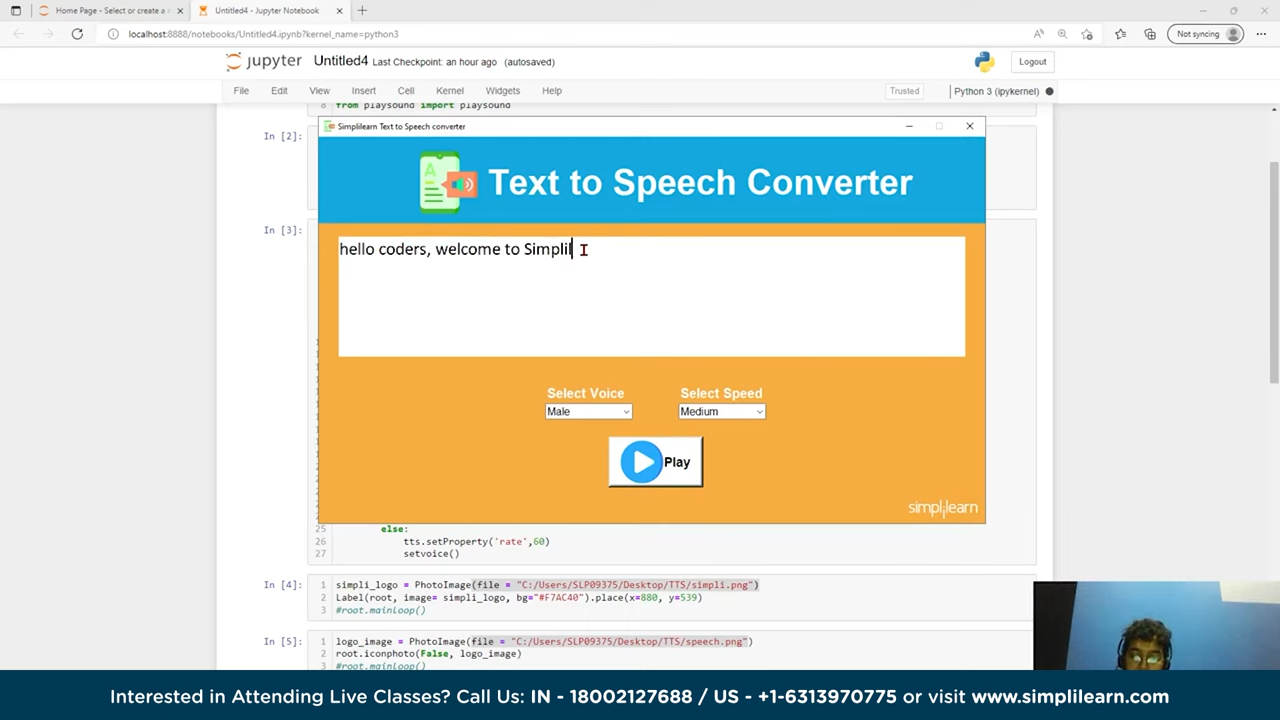 Home Page - Select or create a n
Untitled4 - Jupyter Notebook
localhost:8888/notebooks/Untitled4.ipynb?kernel_name=python3
Not syncing
jupyter Untitled4 Last Checkpoint: an hour ago (autosaved)
Logout
File Edit View Insert Cell Kernel Widgets Help
Trusted
Python 3 (ipykernel)
8 from playsound import playsound
In [2]:
Simplilearn Text to Speech converter
Text to Speech Converter
In [3]:
hello coders, welcome to Simplil
Select Voice Select Speed
Male Medium
Play
simplilearn
25 else:
26 tts.setProperty('rate',60)
27 setvoice()
In [4]:
1 simpli_logo = PhotoImage(file = "C:/Users/SLP09375/Desktop/TTS/simpli.png")
2 Label(root, image= simpli_logo, bg="#F7AC40").place(x=880, y=539)
3 #root.mainloop()
In [5]:
1 logo_image = PhotoImage(file = "C:/Users/SLP09375/Desktop/TTS/speech.png")
2 root.iconphoto(False, logo_image)
3 #root.mainloop()
Interested in Attending Live Classes? Call Us: IN - 18002127688 / US - +1-6313970775 or visit www.simplilearn.com